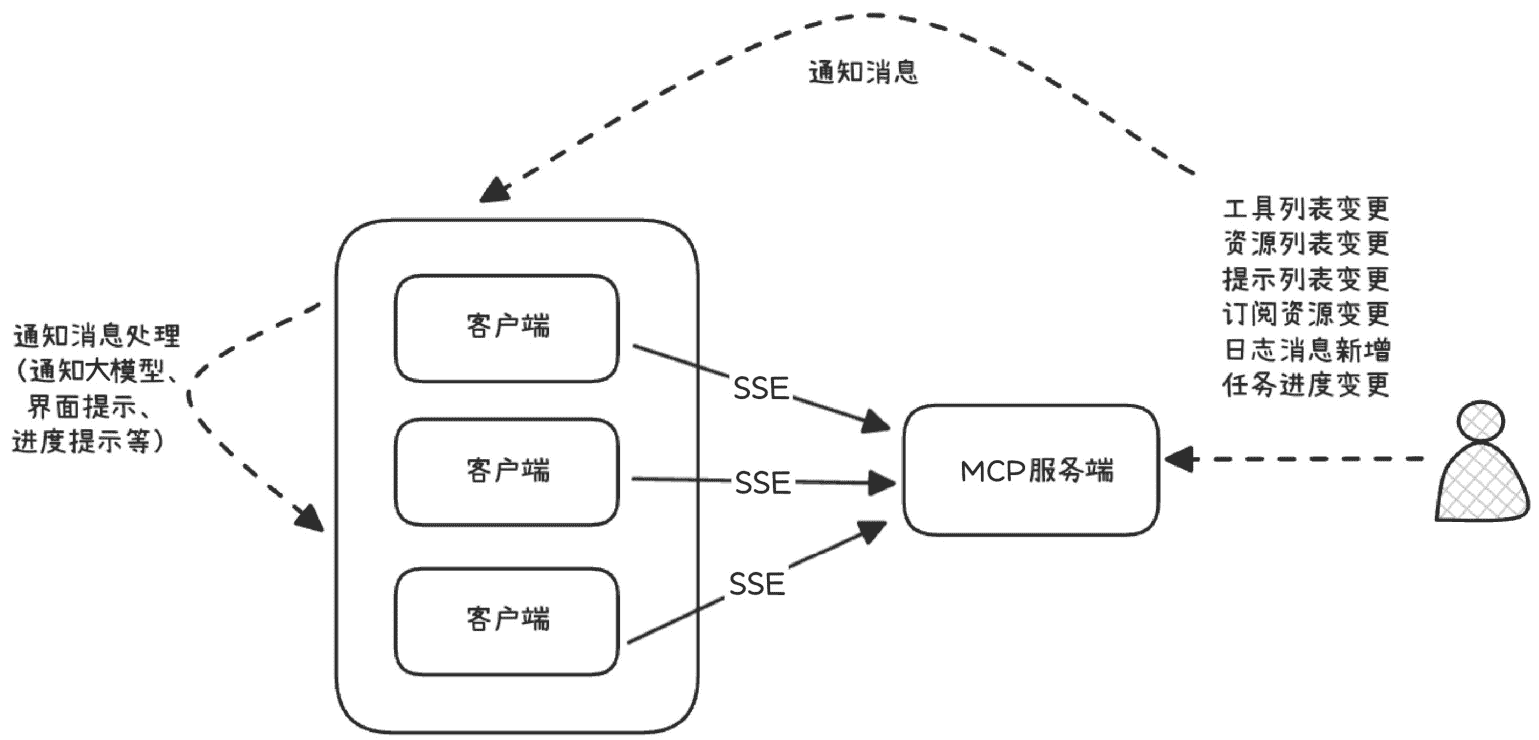 通知消息
工具列表变更
资源列表变更
提示列表变更
订阅资源变更
日志消息新增
任务进度变更
通知消息处理
（通知大模型、
界面提示、
进度提示等）
客户端
SSE
客户端
SSE
MCP服务端
客户端
SSE